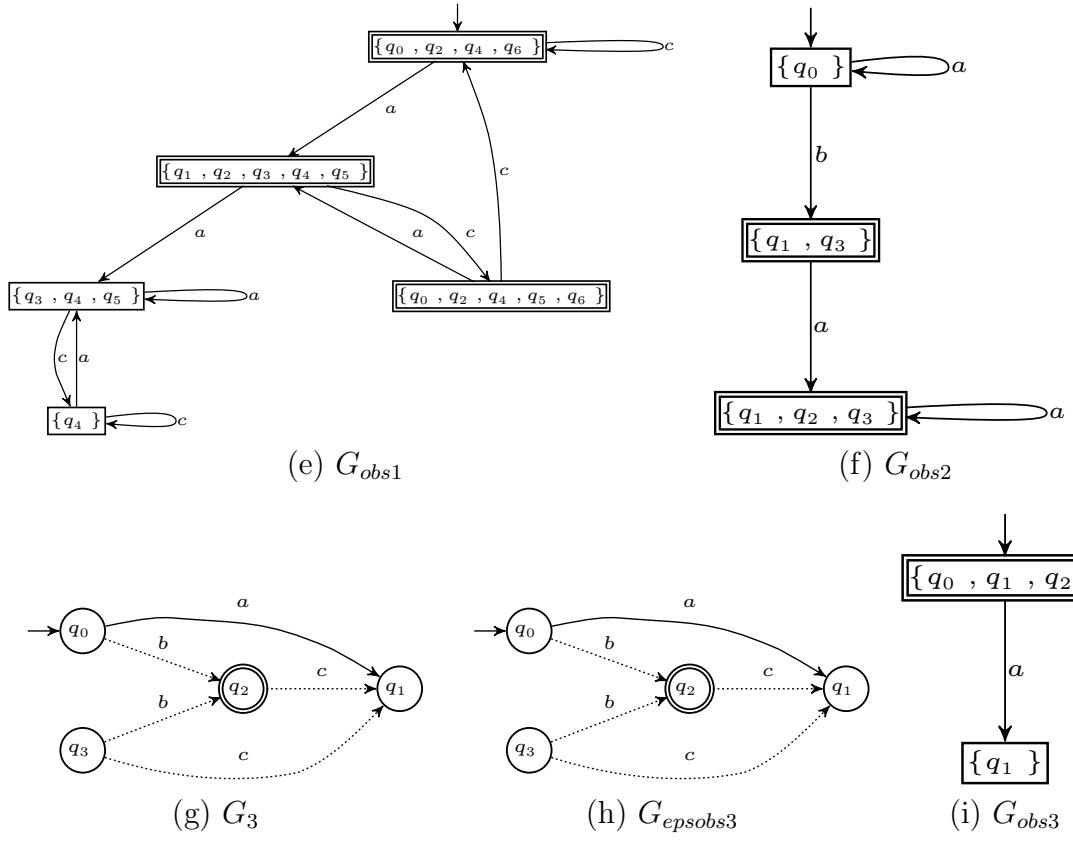 {q0 , q2 , q4 , q6 }
c
a
{q1 , q2 , q3 , q4 , q5 }
c
a
a
c
{q3 , q4 , q5 }
a
{q0 , q2 , q4 , q5 , q6 }
c
a
{q4 }
c
(e) Gobs1
{q0 }
a
b
{q1 , q3 }
a
{q1 , q2 , q3 }
a
(f) Gobs2
q0
a
b
q2
c
q1
b
q3
c
(g) G3
q0
a
b
q2
c
q1
b
q3
c
(h) Gepsobs3
{q0 , q1 , q2
a
{q1 }
(i) Gobs3